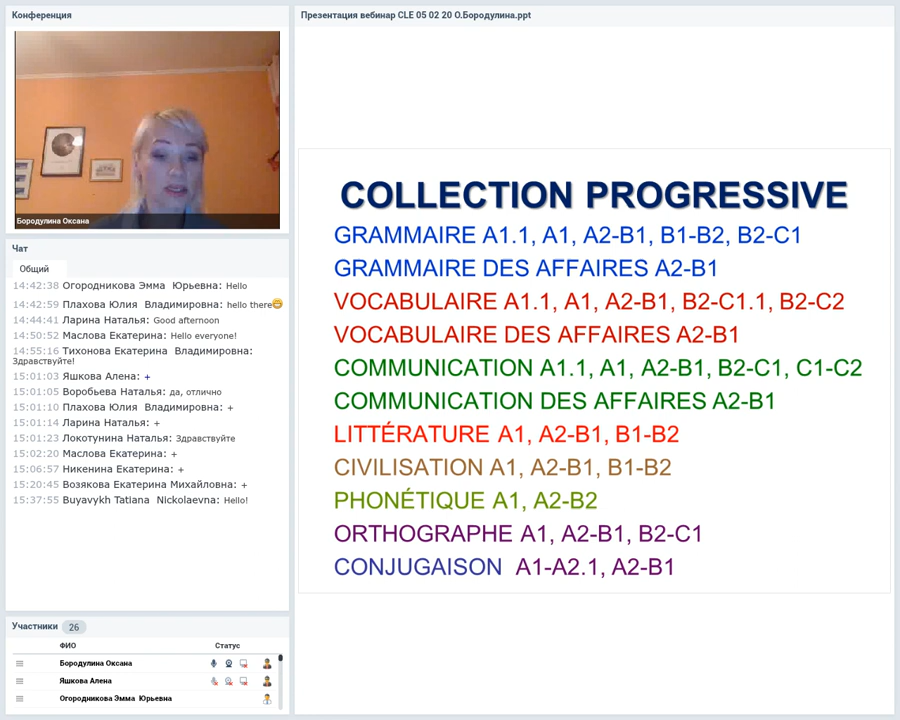 Конференция
Бородулина Оксана
Чат
Общий
14:42:38 Огородникова Эмма Юрьевна: Hello
14:42:59 Плахова Юлия Владимировна: hello there
14:44:41 Ларина Наталья: Good afternoon
14:50:52 Маслова Екатерина: Hello everyone!
14:55:16 Тихонова Екатерина Владимировна:
Здравствуйте!
15:01:03 Яшкова Алена: +
15:01:05 Воробьева Наталья: да, отлично
15:01:10 Плахова Юлия Владимировна: +
15:01:14 Ларина Наталья: +
15:01:23 Локотунина Наталья: Здравствуйте
15:02:20 Маслова Екатерина: +
15:06:57 Никенина Екатерина: +
15:20:45 Возякова Екатерина Михайловна: +
15:37:55 Buyavykh Tatiana Nickolaevna: Hello!
Участники 26
ФИО Статус
Бородулина Оксана
Яшкова Алена
Огородникова Эмма Юрьевна
Презентация вебинар CLE 05 02 20 О.Бородулина.ppt
COLLECTION PROGRESSIVE
GRAMMAIRE A1.1, A1, A2-B1, B1-B2, B2-C1
GRAMMAIRE DES AFFAIRES A2-B1
VOCABULAIRE A1.1, A1, A2-B1, B2-C1.1, B2-C2
VOCABULAIRE DES AFFAIRES A2-B1
COMMUNICATION A1.1, A1, A2-B1, B2-C1, C1-C2
COMMUNICATION DES AFFAIRES A2-B1
LITTÉRATURE A1, A2-B1, B1-B2
CIVILISATION A1, A2-B1, B1-B2
PHONÉTIQUE A1, A2-B2
ORTHOGRAPHE A1, A2-B1, B2-C1
CONJUGAISON A1-A2.1, A2-B1